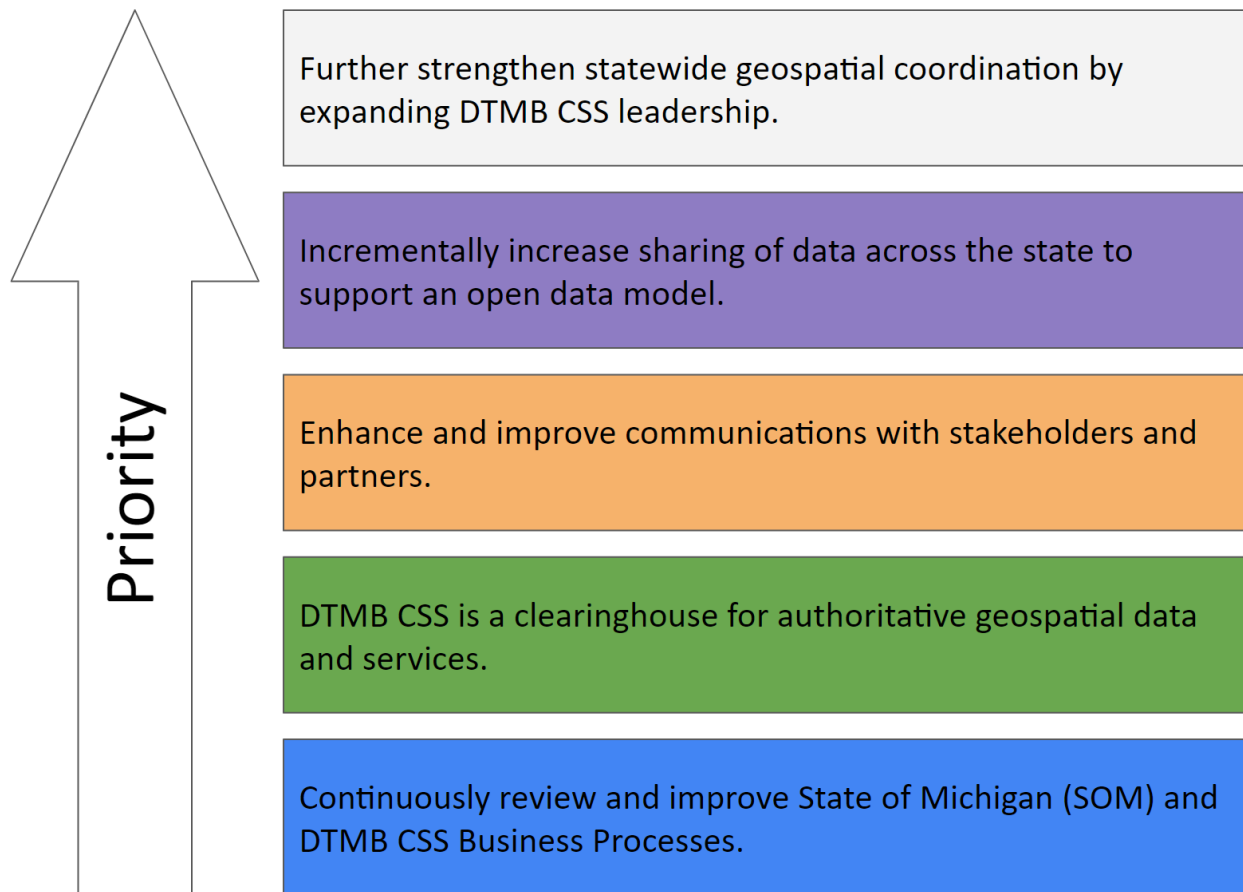 Further strengthen statewide geospatial coordination by
expanding DTMB CSS leadership.
Incrementally increase sharing of data across the state to
support an open data model.
Priority
Enhance and improve communications with stakeholders and
partners.
DTMB CSS is a clearinghouse for authoritative geospatial data
and services.
Continuously review and improve State of Michigan (SOM) and
DTMB CSS Business Processes.